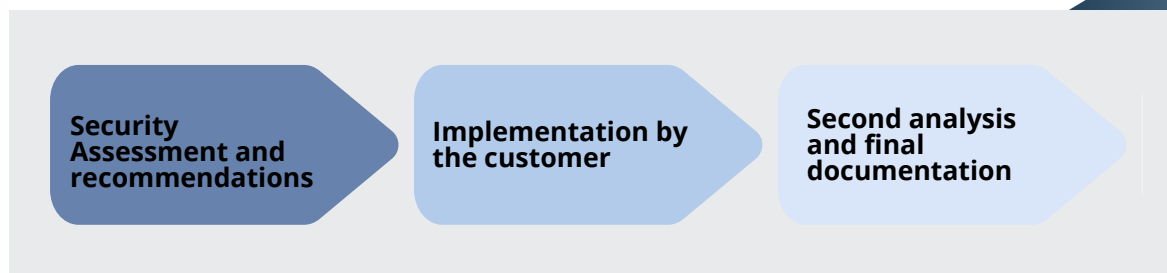 Security
Assessment and
recommendations
Implementation by
the customer
Second analysis
and final
documentation